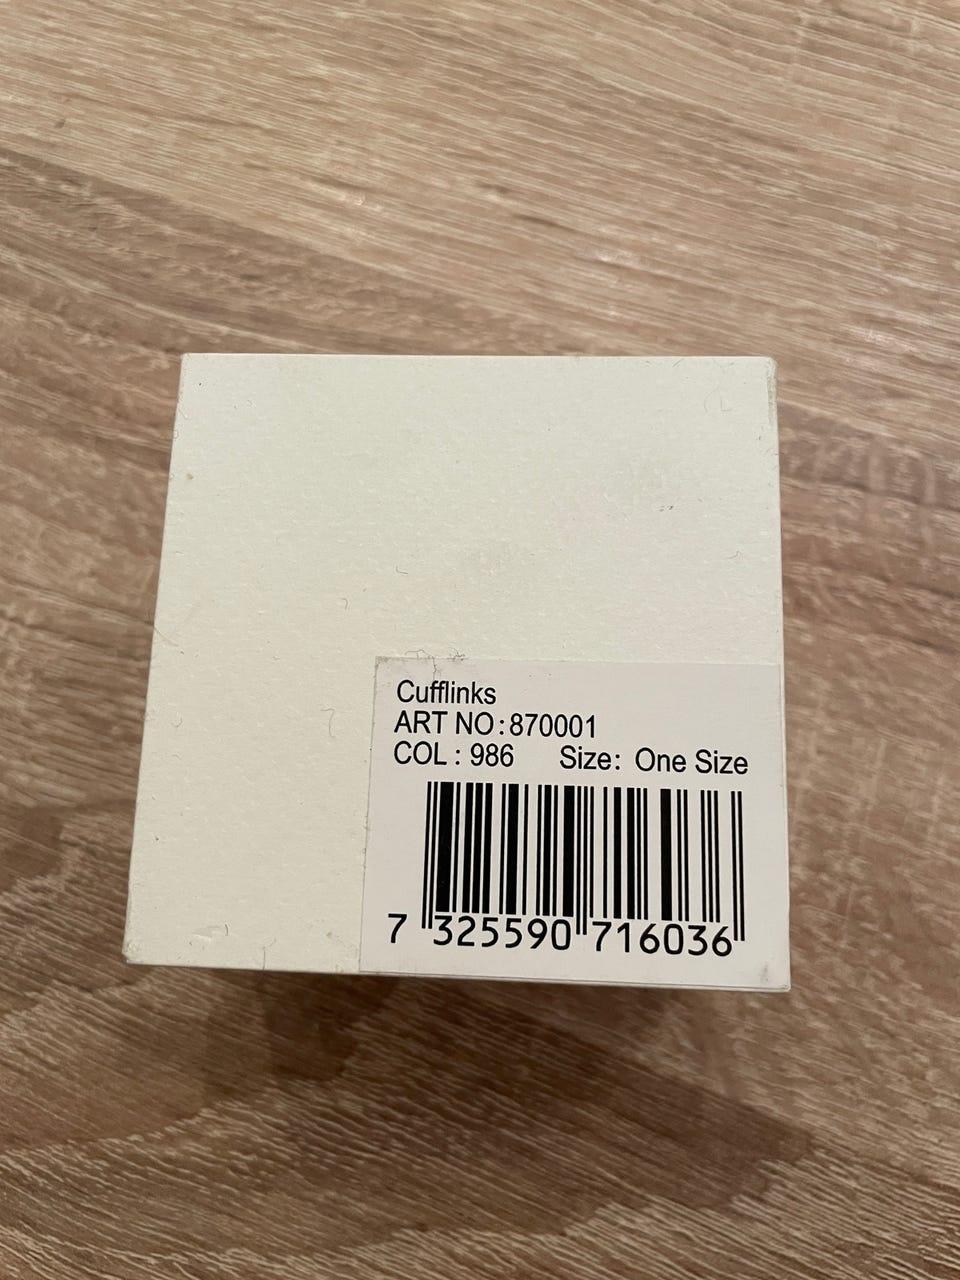 Cufflinks
ART NO:870001
COL : 986 Size: One Size
7 325590 716036